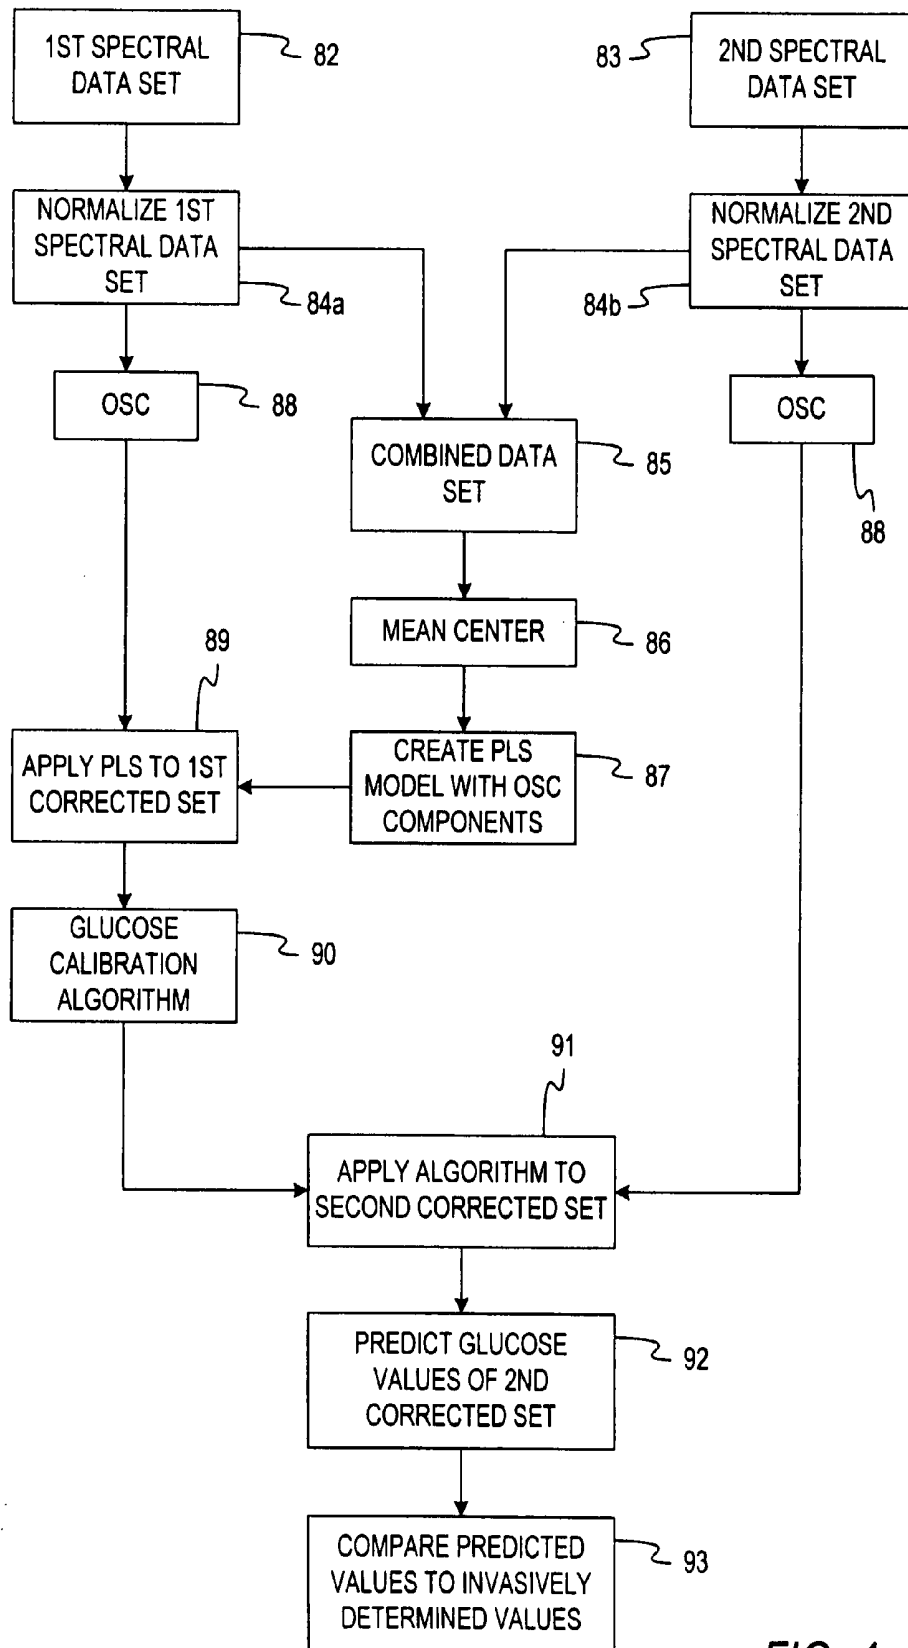 1ST SPECTRAL
DATA SET
82
83
2ND SPECTRAL
DATA SET
NORMALIZE 1ST
SPECTRAL DATA
SET
84a
NORMALIZE 2ND
SPECTRAL DATA
SET
84b
OSC
88
COMBINED DATA
SET
85
OSC
88
MEAN CENTER
86
89
APPLY PLS TO 1ST
CORRECTED SET
CREATE PLS
MODEL WITH OSC
COMPONENTS
87
GLUCOSE
CALIBRATION
ALGORITHM
90
91
APPLY ALGORITHM TO
SECOND CORRECTED SET
PREDICT GLUCOSE
VALUES OF 2ND
CORRECTED SET
92
COMPARE PREDICTED
VALUES TO INVASIVELY
DETERMINED VALUES
93